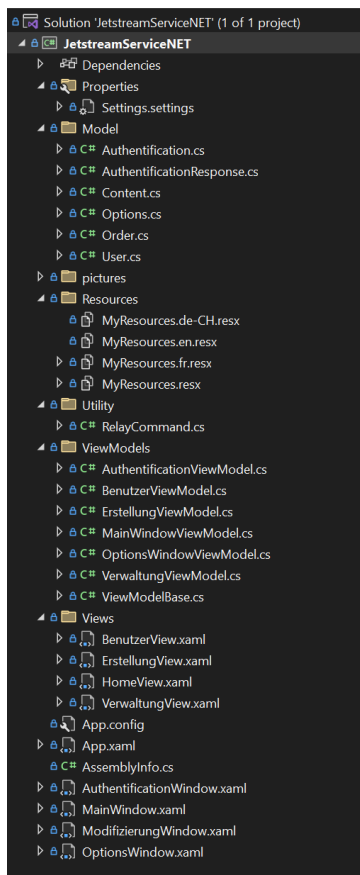 Solution 'JetstreamServiceNET' (1 of 1 project)
C# JetstreamServiceNET
Dependencies
Properties
Settings.settings
Model
C# Authentification.cs
C# AuthentificationResponse.cs
C# Content.cs
C# Options.cs
C# Order.cs
C# User.cs
pictures
Resources
MyResources.de-CH.resx
MyResources.en.resx
MyResources.fr.resx
MyResources.resx
Utility
C# RelayCommand.cs
ViewModels
C# AuthentificationViewModel.cs
C# BenutzerViewModel.cs
C# ErstellungViewModel.cs
C# MainWindowViewModel.cs
C# OptionsWindowViewModel.cs
C# VerwaltungViewModel.cs
C# ViewModelBase.cs
Views
BenutzerView.xaml
ErstellungView.xaml
HomeView.xaml
VerwaltungView.xaml
App.config
App.xaml
C# AssemblyInfo.cs
AuthentificationWindow.xaml
MainWindow.xaml
ModifizierungWindow.xaml
OptionsWindow.xaml